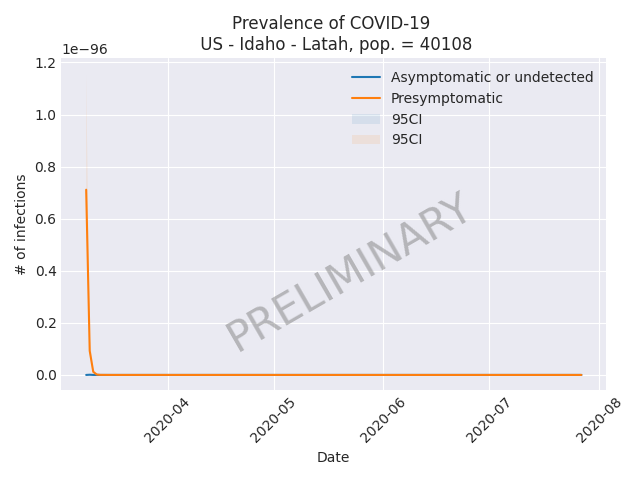 Prevalence of COVID-19
US - Idaho - Latah, pop. = 40108
1e−96
1.2
1.0
0.8
0.6
0.4
0.2
0.0
# of infections
Asymptomatic or undetected
Presymptomatic
95CI
95CI
PRELIMINARY
2020-04
2020-05
2020-06
2020-07
2020-08
Date